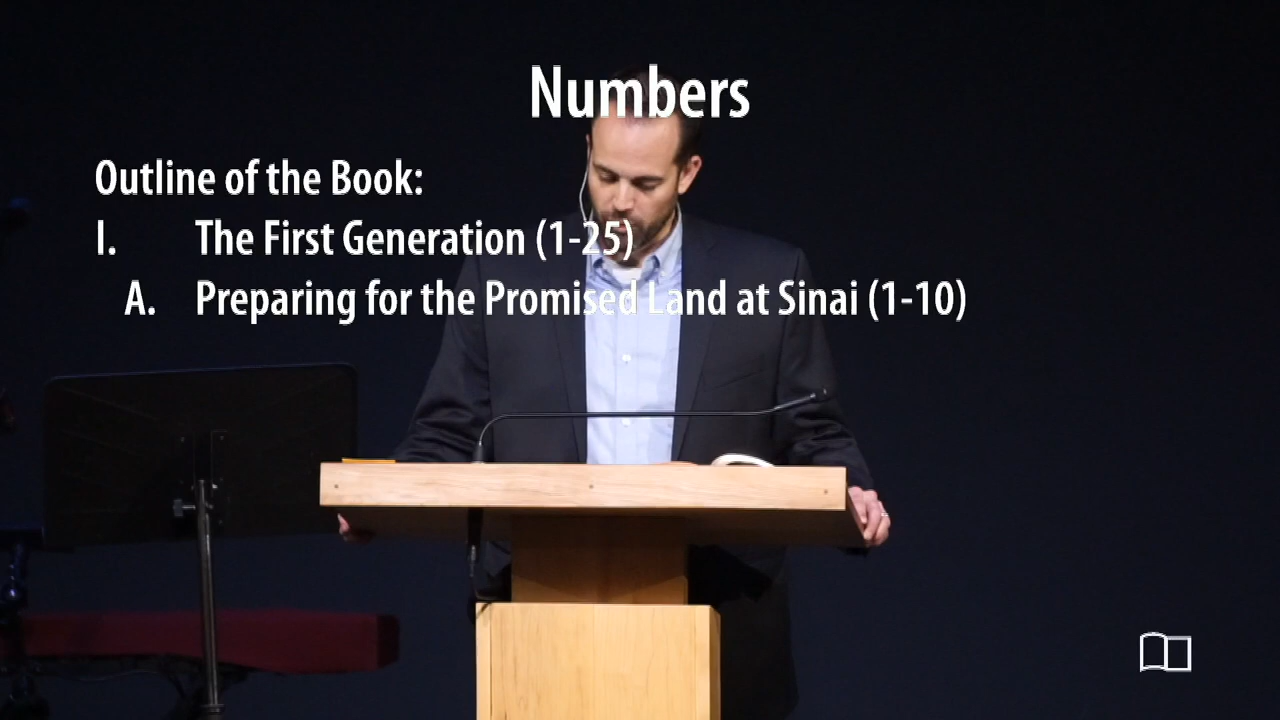 Numbers
Outline of the Book:
I. The First Generation (1-25)
A. Preparing for the Promised Land at Sinai (1-10)